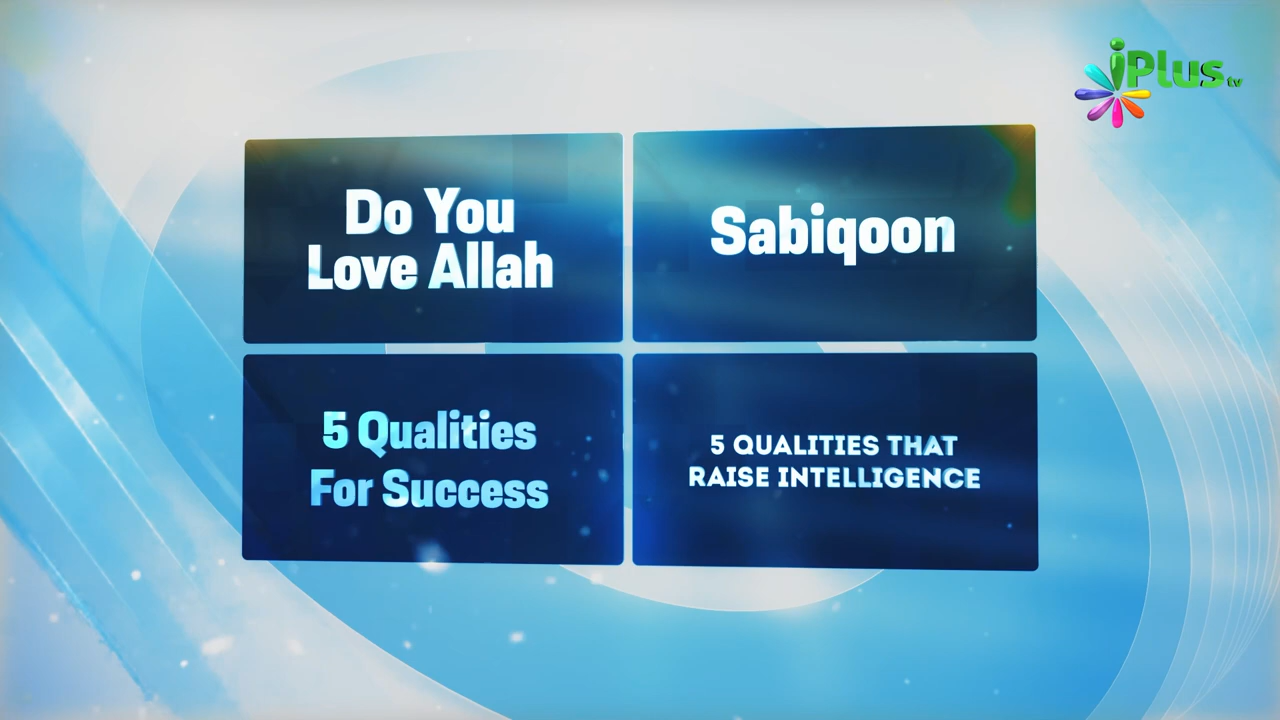 iPlus tv
Do You
Love Allah
Sabiqoon
5 Qualities
For Success
5 QUALITIES THAT
RAISE INTELLIGENCE